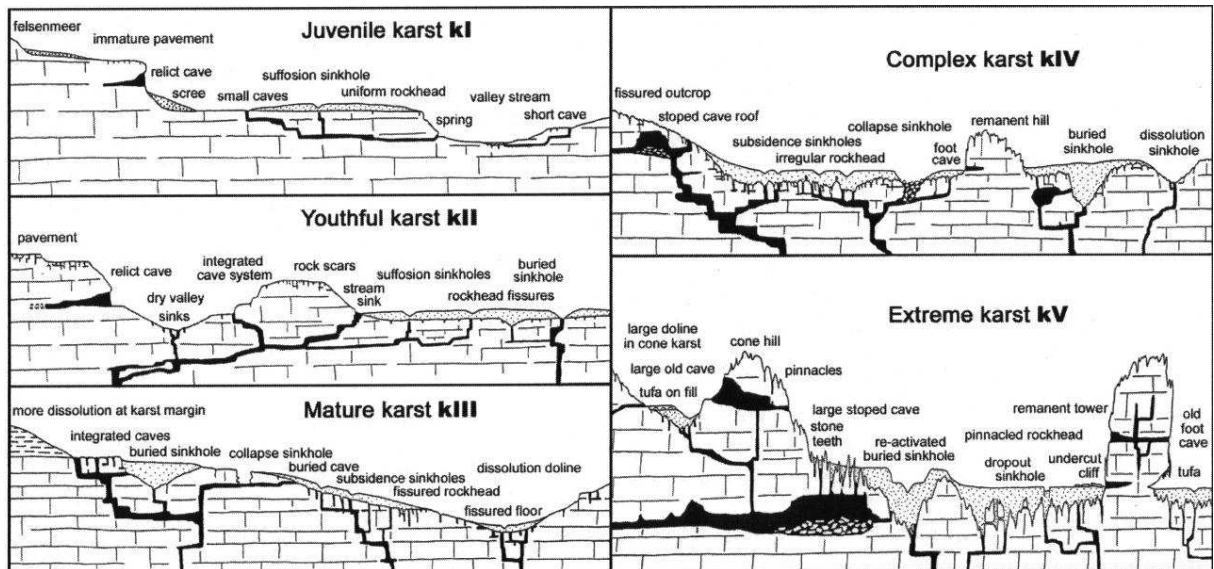 Juvenile karst kI
felsenmeer
immature pavement
relict cave
scree
suffosion sinkhole
small caves
uniform rockhead
spring
valley stream
short cave
Youthful karst kII
pavement
relict cave
dry valley
sinks
integrated
cave system
rock scars
stream
sink
suffosion sinkholes
rockhead fissures
buried
sinkhole
Mature karst kIII
more dissolution at karst margin
integrated caves
buried sinkhole
collapse sinkhole
buried cave
subsidence sinkholes
fissured rockhead
dissolution doline
fissured floor
Complex karst kIV
fissured outcrop
stoped cave roof
subsidence sinkholes
irregular rockhead
collapse sinkhole
foot
cave
remanent hill
buried
sinkhole
dissolution
sinkhole
Extreme karst kV
large doline
in cone karst
cone hill
large old cave
tufa on fill
pinnacles
large stoped cave
stone
teeth
re-activated
buried sinkhole
pinnacled rockhead
dropout
sinkhole
remanent tower
undercut
cliff
old
foot
cave
tufa